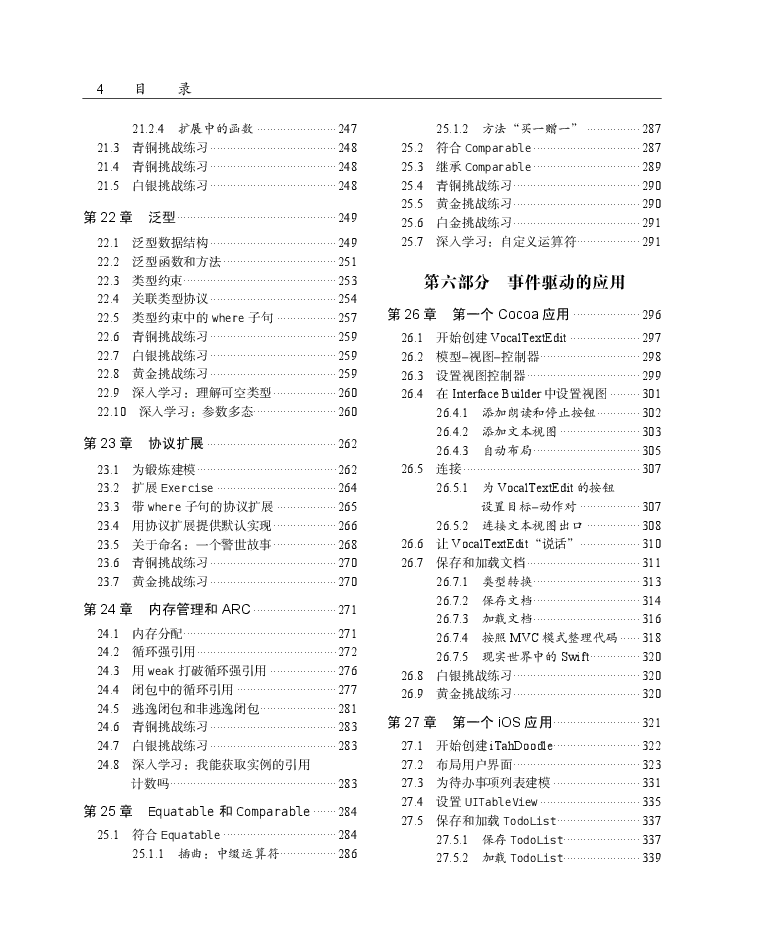 4 目 录
21.2.4 扩展中的函数 247
21.3 青铜挑战练习 248
21.4 青铜挑战练习 248
21.5 白银挑战练习 248
第 22 章 泛型 249
22.1 泛型数据结构 249
22.2 泛型函数和方法 251
22.3 类型约束 253
22.4 关联类型协议 254
22.5 类型约束中的 where 子句 257
22.6 青铜挑战练习 259
22.7 白银挑战练习 259
22.8 黄金挑战练习 259
22.9 深入学习：理解可空类型 260
22.10 深入学习：参数多态 260
第 23 章 协议扩展 262
23.1 为锻炼建模 262
23.2 扩展 Exercise 264
23.3 带 where 子句的协议扩展 265
23.4 用协议扩展提供默认实现 266
23.5 关于命名：一个警世故事 268
23.6 青铜挑战练习 270
23.7 黄金挑战练习 270
第 24 章 内存管理和 ARC 271
24.1 内存分配 271
24.2 循环强引用 272
24.3 用 weak 打破循环强引用 276
24.4 闭包中的循环引用 277
24.5 逃逸闭包和非逃逸闭包 281
24.6 青铜挑战练习 283
24.7 白银挑战练习 283
24.8 深入学习：我能获取实例的引用
计数吗 283
第 25 章 Equatable 和 Comparable 284
25.1 符合 Equatable 284
25.1.1 插曲：中缀运算符 286
25.1.2 方法“买一赠一” 287
25.2 符合 Comparable 287
25.3 继承 Comparable 289
25.4 青铜挑战练习 290
25.5 黄金挑战练习 290
25.6 白金挑战练习 291
25.7 深入学习：自定义运算符 291
第六部分 事件驱动的应用
第 26 章 第一个 Cocoa 应用 296
26.1 开始创建 VocalTextEdit 297
26.2 模型–视图–控制器 298
26.3 设置视图控制器 299
26.4 在 Interface Builder 中设置视图 301
26.4.1 添加朗读和停止按钮 302
26.4.2 添加文本视图 303
26.4.3 自动布局 305
26.5 连接 307
26.5.1 为 VocalTextEdit 的按钮
设置目标–动作对 307
26.5.2 连接文本视图出口 308
26.6 让 VocalTextEdit“说话” 310
26.7 保存和加载文档 311
26.7.1 类型转换 313
26.7.2 保存文档 314
26.7.3 加载文档 316
26.7.4 按照 MVC 模式整理代码 318
26.7.5 现实世界中的 Swift 320
26.8 白银挑战练习 320
26.9 黄金挑战练习 320
第 27 章 第一个 iOS 应用 321
27.1 开始创建 iTahDoodle 322
27.2 布局用户界面 323
27.3 为待办事项列表建模 331
27.4 设置 UITableView 335
27.5 保存和加载 TodoList 337
27.5.1 保存 TodoList 337
27.5.2 加载 TodoList 339